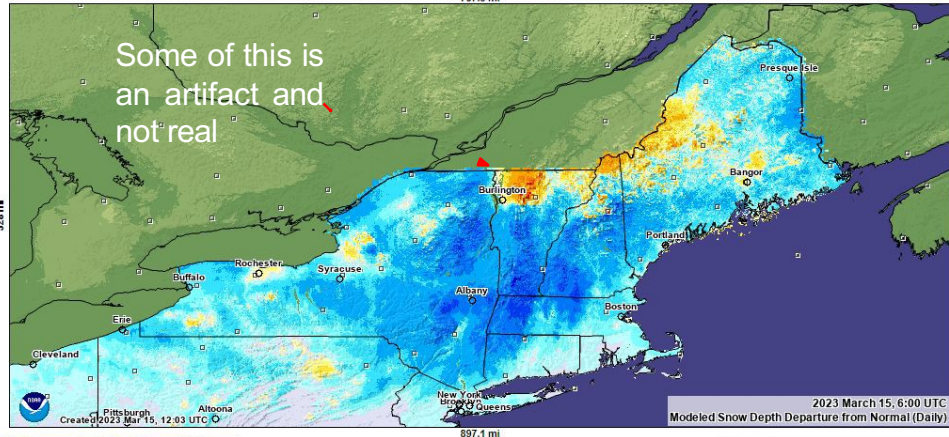 Some of this is
an artifact and
not real
Presque Isle
Bangor
Burlington
Portland
Rochester
Syracuse
Buffalo
Albany
Boston
Erie
Cleveland
New York
Brooklyn
Queens
Pittsburgh
Altoona
noaa
Created 2023 Mar 15, 12:03 UTC
2023 March 15, 6:00 UTC
Modeled Snow Depth Departure from Normal (Daily)
897.1 mi